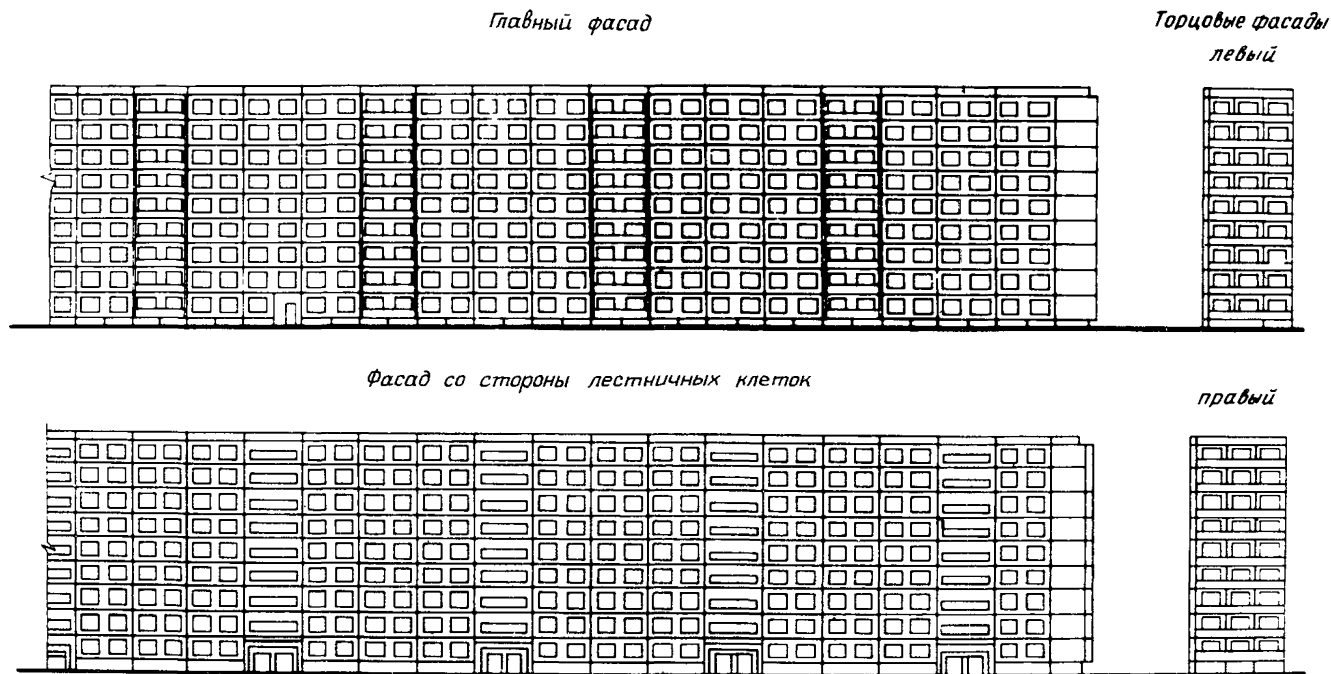 Главный фасад
Торцовые фасады
левый
Фасад со стороны лестничных клеток
правый